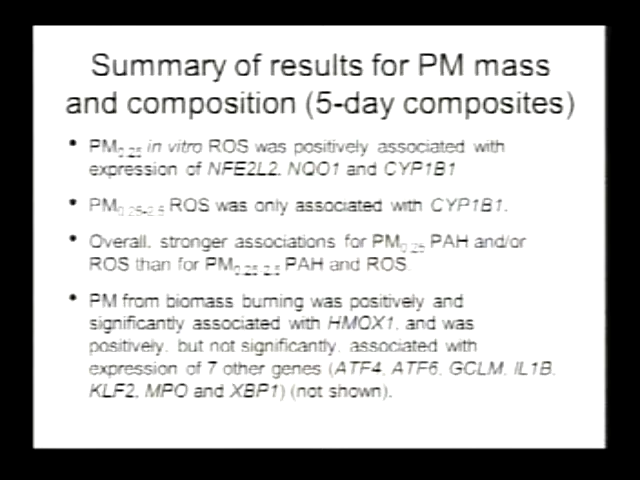 Summary of results for PM mass
and composition (5-day composites)
• PM0.25 in vitro ROS was positively associated with
expression of NFE2L2, NQO1 and CYP1B1
• PM0.25-2.5 ROS was only associated with CYP1B1.
• Overall, stronger associations for PM0.25 PAH and/or
ROS than for PM0.25-2.5 PAH and ROS.
• PM from biomass burning was positively and
significantly associated with HMOX1, and was
positively, but not significantly, associated with
expression of 7 other genes (ATF4, ATF6, GCLM, IL1B,
KLF2, MPO and XBP1) (not shown).